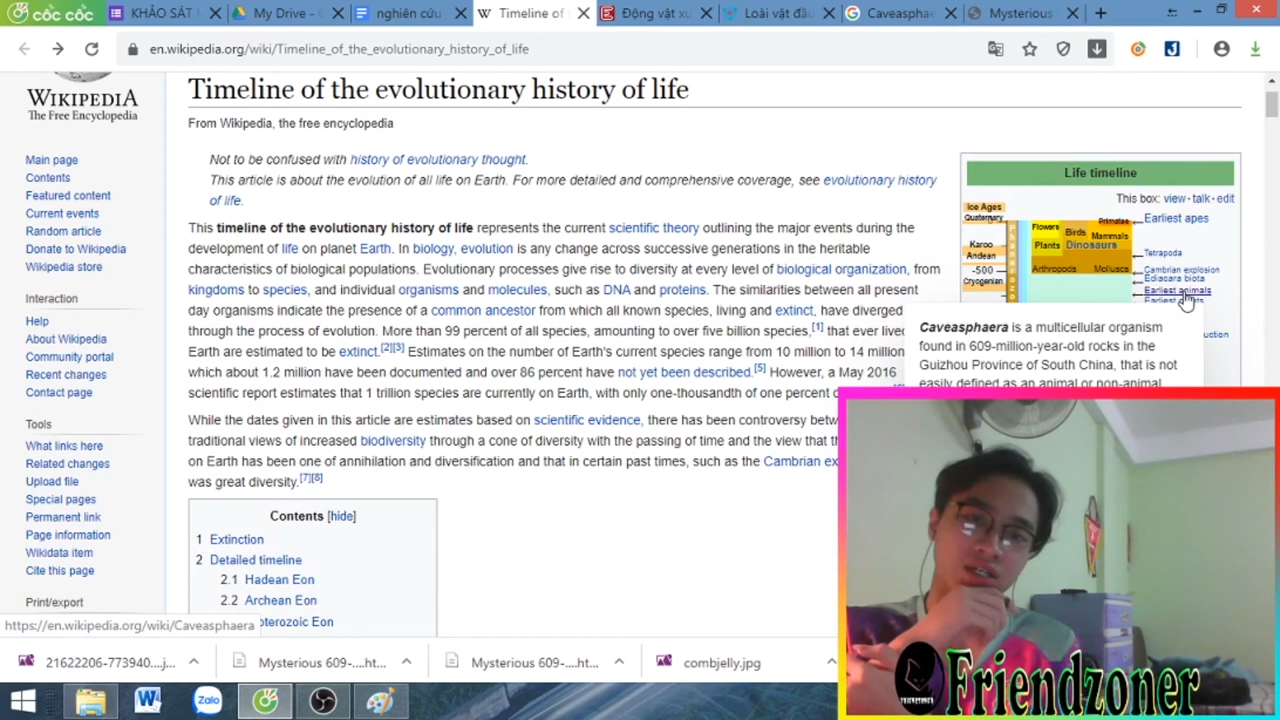 cốc cốc
KHẢO SÁT
My Drive - G
nghiên cứu
Timeline of
Động vật xu
Loài vật đầu
Caveasphae
Mysterious
en.wikipedia.org/wiki/Timeline_of_the_evolutionary_history_of_life
WIKIPEDIA
The Free Encyclopedia
Main page
Contents
Featured content
Current events
Random article
Donate to Wikipedia
Wikipedia store
Interaction
Help
About Wikipedia
Community portal
Recent changes
Contact page
Tools
What links here
Related changes
Upload file
Special pages
Permanent link
Page information
Wikidata item
Cite this page
Print/export
Timeline of the evolutionary history of life
From Wikipedia, the free encyclopedia
Not to be confused with history of evolutionary thought.
This article is about the evolution of all life on Earth. For more detailed and comprehensive coverage, see evolutionary history
of life.
This timeline of the evolutionary history of life represents the current scientific theory outlining the major events during the
development of life on planet Earth. In biology, evolution is any change across successive generations in the heritable
characteristics of biological populations. Evolutionary processes give rise to diversity at every level of biological organization, from
kingdoms to species, and individual organisms and molecules, such as DNA and proteins. The similarities between all present
day organisms indicate the presence of a common ancestor from which all known species, living and extinct, have diverged
through the process of evolution. More than 99 percent of all species, amounting to over five billion species,[1] that ever lived
Earth are estimated to be extinct.[2][3] Estimates on the number of Earth's current species range from 10 million to 14 million
which about 1.2 million have been documented and over 86 percent have not yet been described.[5] However, a May 2016
scientific report estimates that 1 trillion species are currently on Earth, with only one-thousandth of one percent d
While the dates given in this article are estimates based on scientific evidence, there has been controversy betw
traditional views of increased biodiversity through a cone of diversity with the passing of time and the view that th
on Earth has been one of annihilation and diversification and that in certain past times, such as the Cambrian ex
was great diversity.[7][8]
Contents [hide]
1 Extinction
2 Detailed timeline
2.1 Hadean Eon
2.2 Archean Eon
oterozoic Eon
Life timeline
This box: view · talk · edit
Ice Ages
Quaternary
Karoo
Andean
-500
Cryogenian
Phanerozo
Flowers
Birds
Primates
Mammals
Plants
Dinosaurs
Arthropods
Molluscs
Earliest apes
Tetrapoda
Cambrian explosion
Ediacara biota
Earliest animals
Earliest
uction
Caveasphaera is a multicellular organism
found in 609-million-year-old rocks in the
Guizhou Province of South China, that is not
easily defined as an animal or non-animal
https://en.wikipedia.org/wiki/Caveasphaera
21622206-773940....j...
Mysterious 609-....ht...
Mysterious 609-....ht...
combjelly.jpg
Zalo
Friendzoner